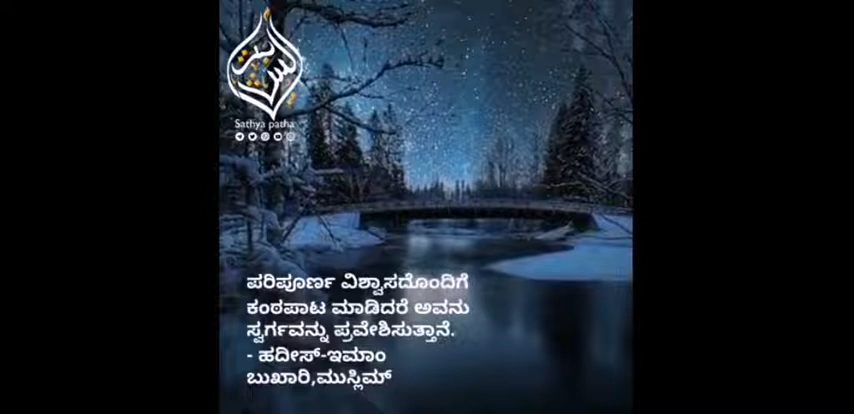 Sathya patha
ಪರಿಪೂರ್ಣ ವಿಶ್ವಾಸದೊಂದಿಗೆ
ಕಂಠಪಾಟ ಮಾಡಿದರೆ ಅವನು
ಸ್ವರ್ಗವನ್ನು ಪ್ರವೇಶಿಸುತ್ತಾನೆ.
- ಹದೀಸ್-ಇಮಾಂ
ಬುಖಾರಿ,ಮುಸ್ಲಿಮ್